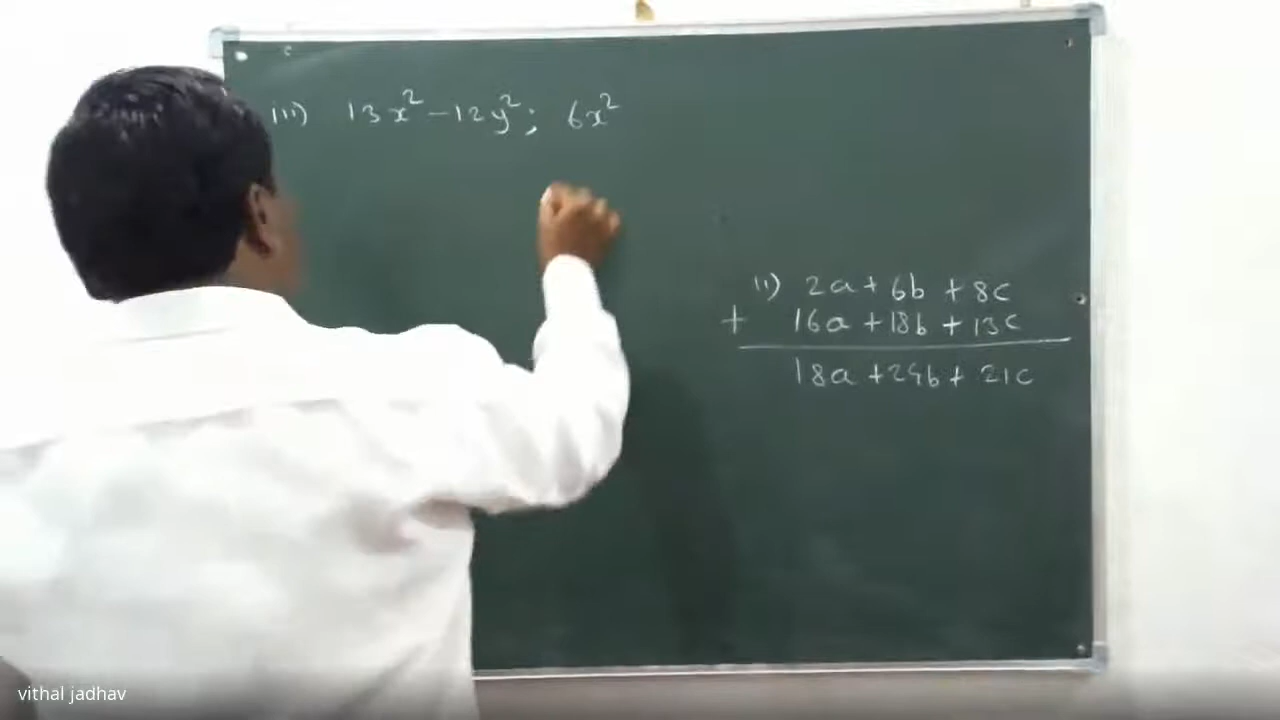 iii) 13x² - 12y² ; 6x²
ii) 2a + 6b + 8c
+ 16a + 18b + 13c
18a + 24b + 21c
vithal jadhav